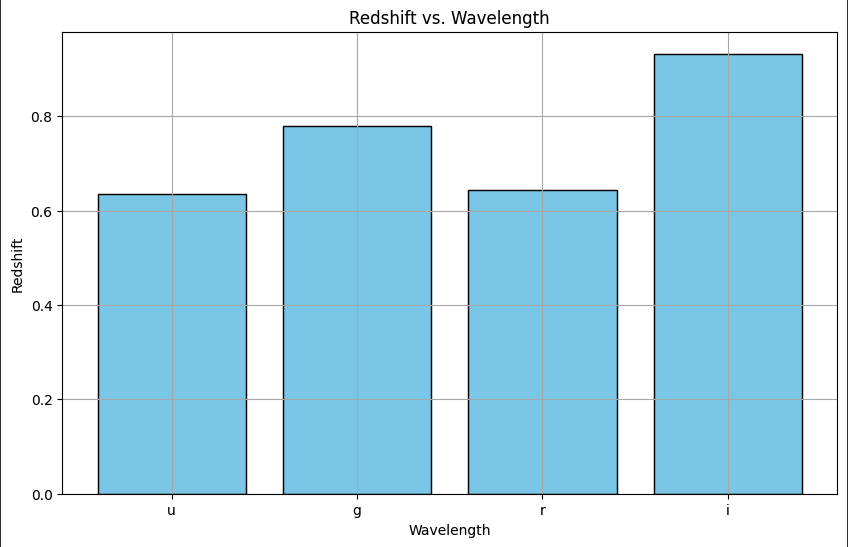 Redshift vs. Wavelength
Redshift
0.8
0.6
0.4
0.2
0.0
u g r i
Wavelength